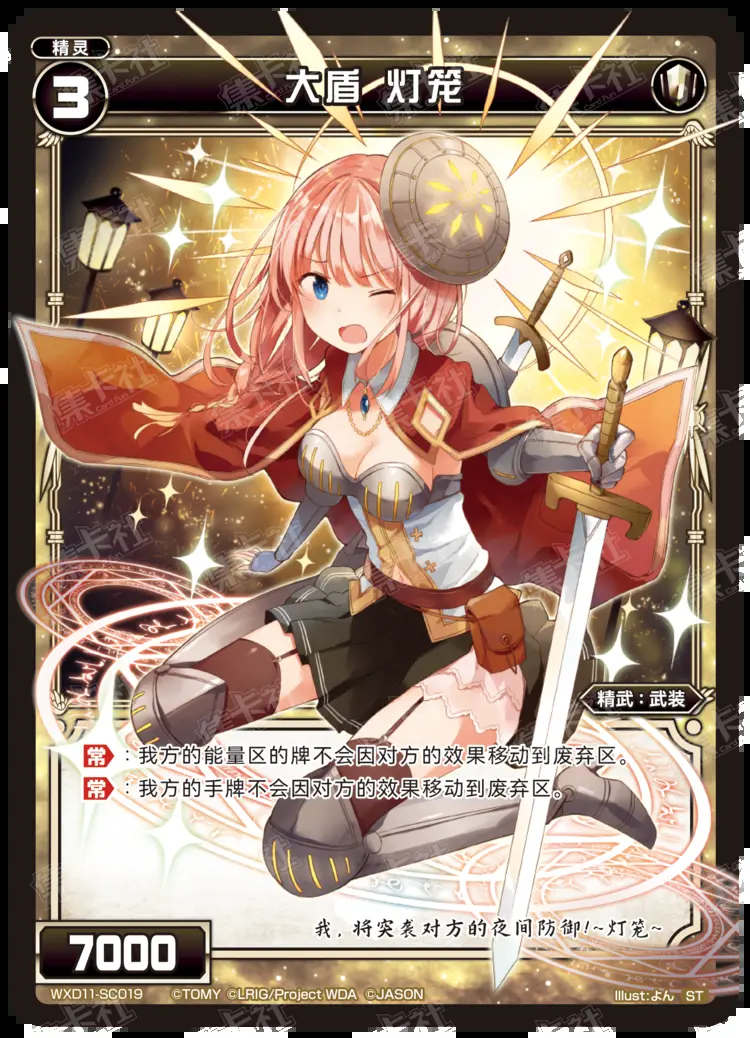 精灵
3
大盾 灯笼
精武：武装
常：我方的能量区的牌不会因对方的效果移动到废弃区。
常：我方的手牌不会因对方的效果移动到废弃区。
我，将突袭对方的夜间防御!~灯笼~
7000
WXD11-SC019 ©TOMY ©LRIG/Project WDA ©JASON Illust:よん ST
集卡社